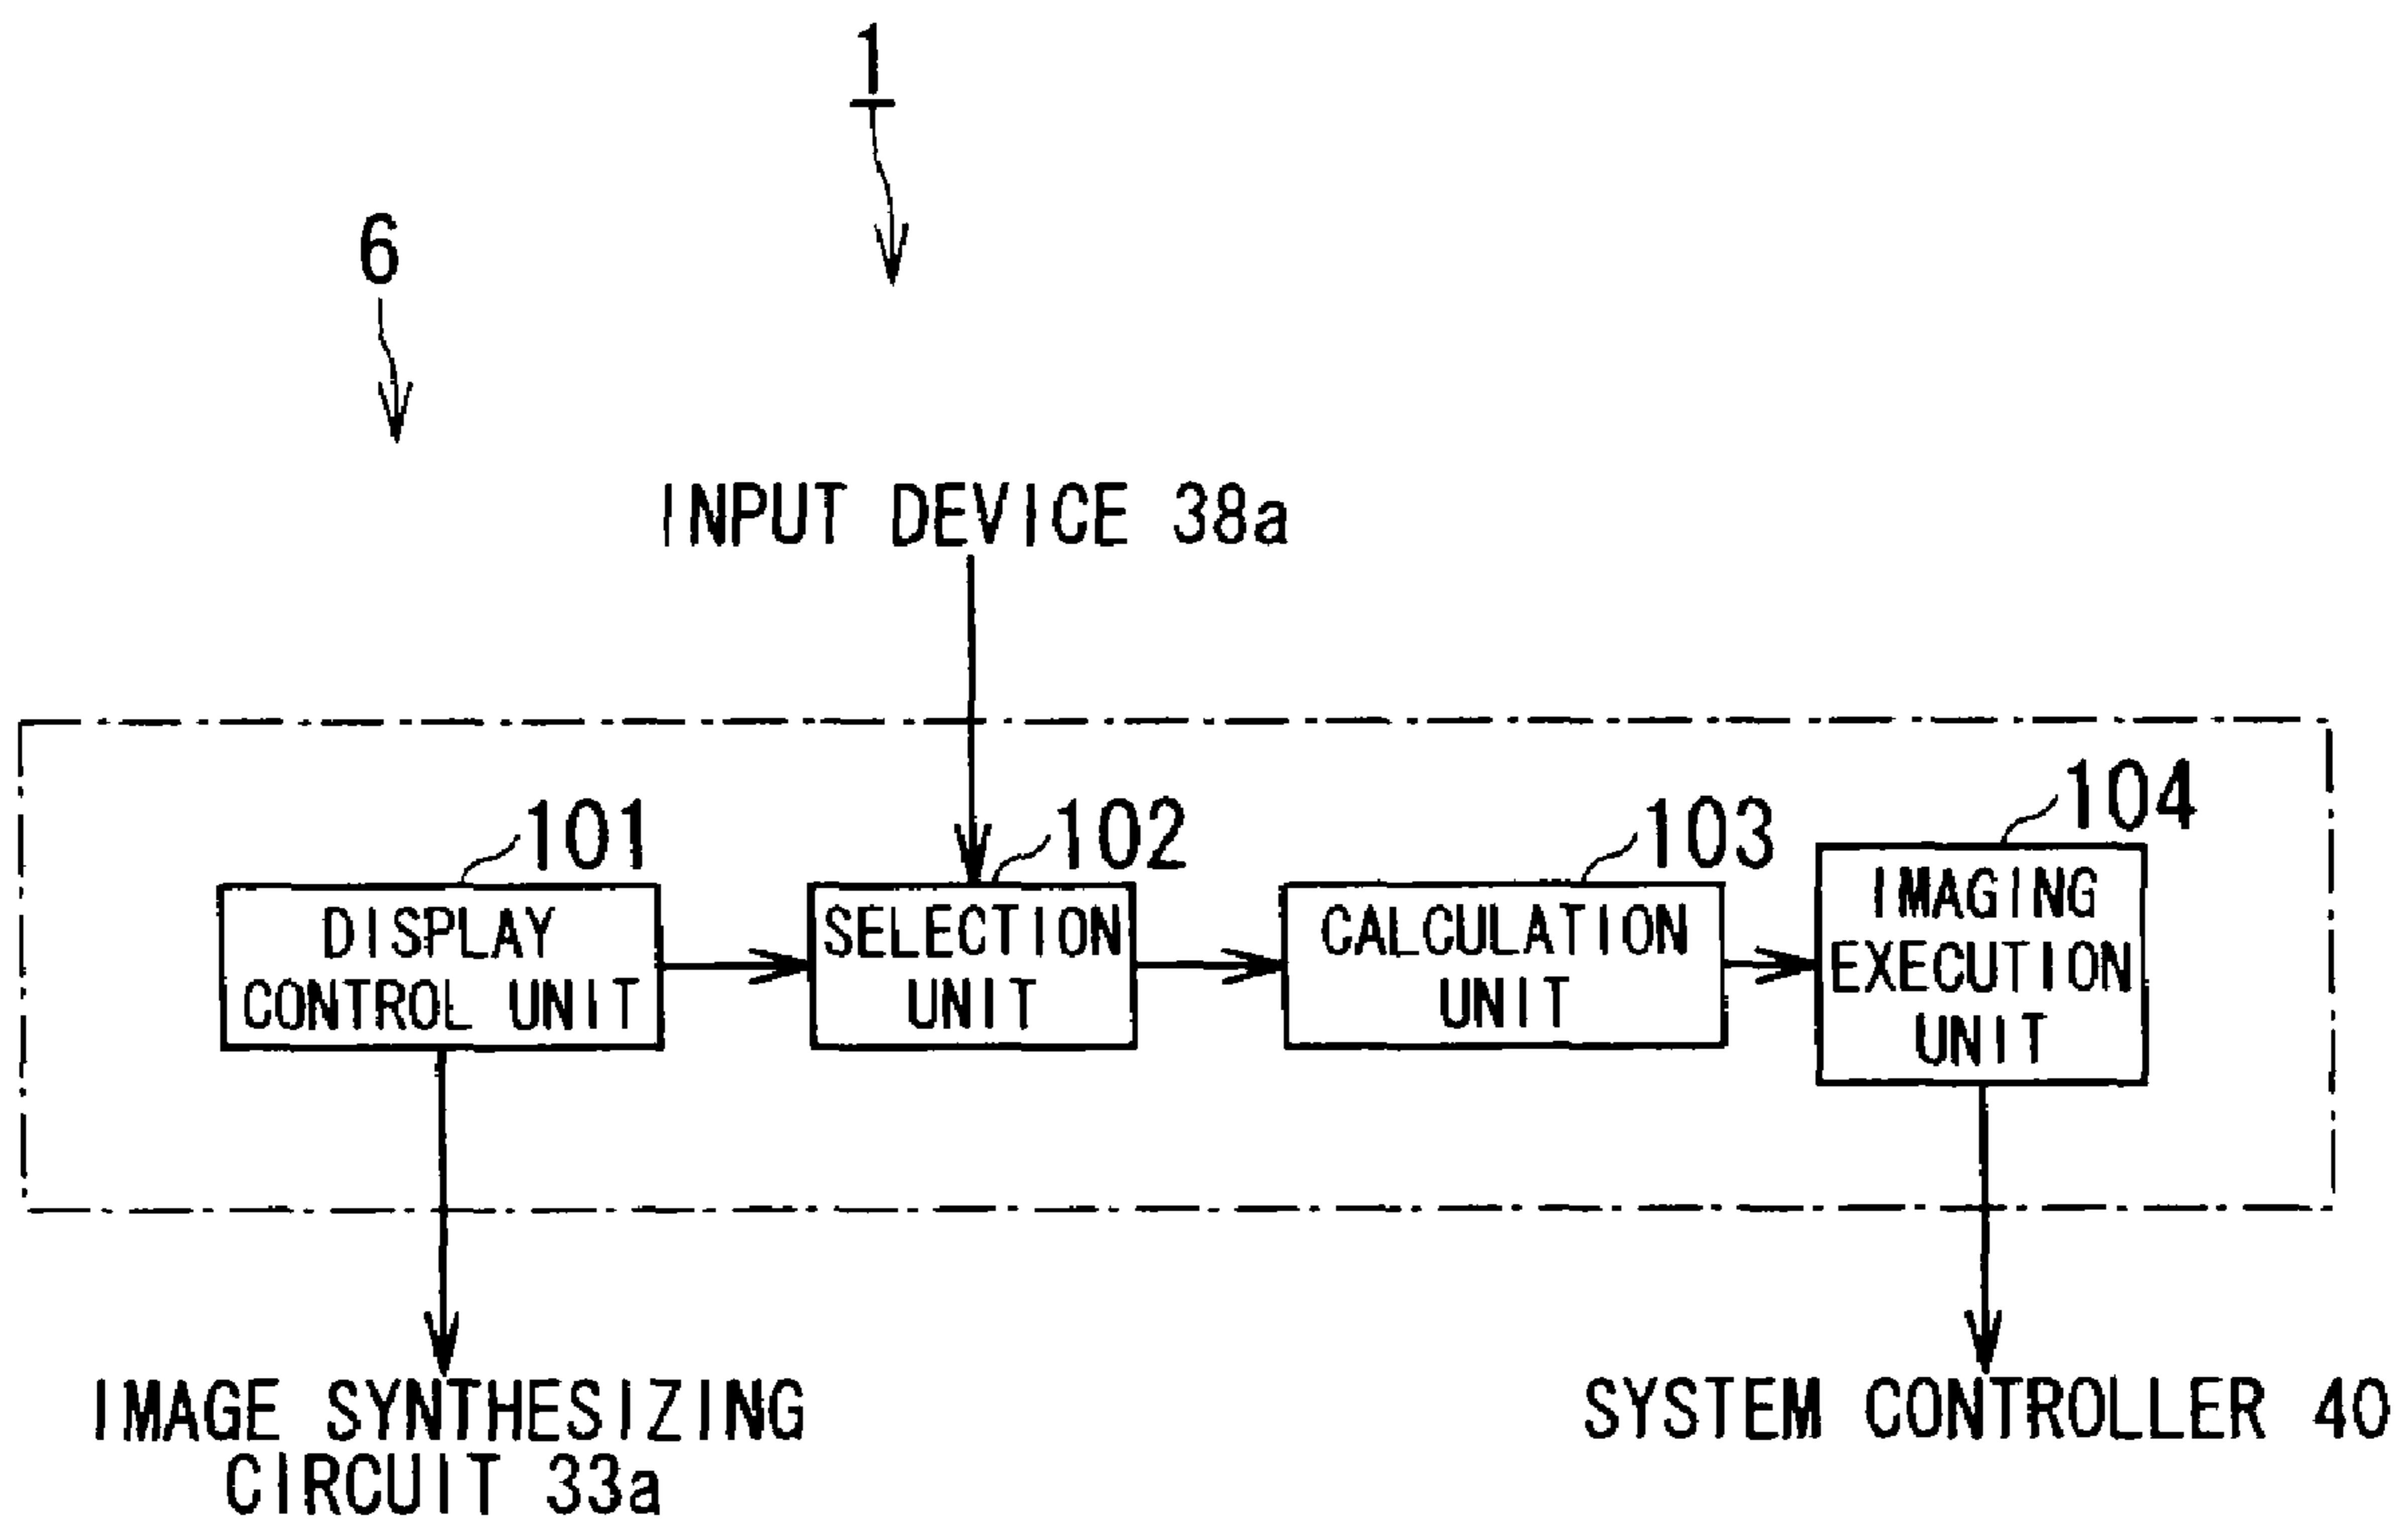 1
6
INPUT DEVICE 38a
101
102
103
104
DISPLAY
CONTROL UNIT
SELECTION
UNIT
CALCULATION
UNIT
IMAGING
EXECUTION
UNIT
IMAGE SYNTHESIZING
CIRCUIT 33a
SYSTEM CONTROLLER 40